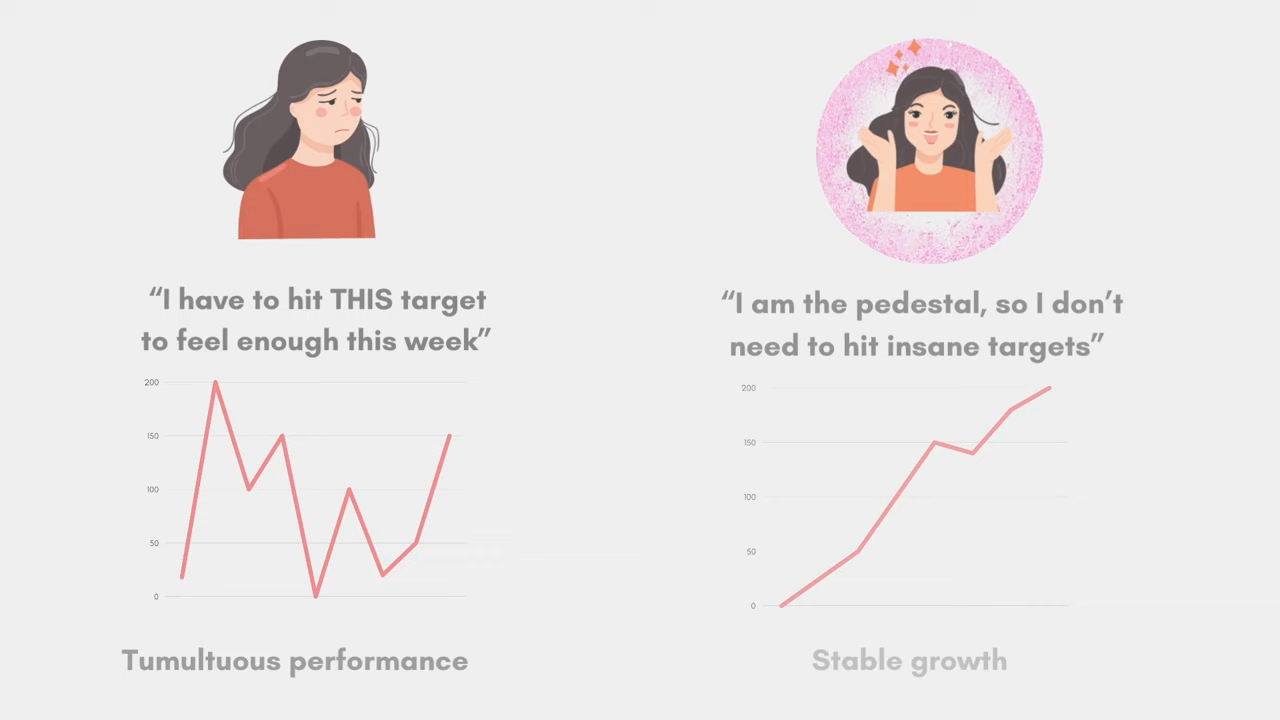 “I have to hit THIS target
to feel enough this week”
200
150
100
50
0
Tumultuous performance
“I am the pedestal, so I don’t
need to hit insane targets”
200
150
100
50
0
Stable growth